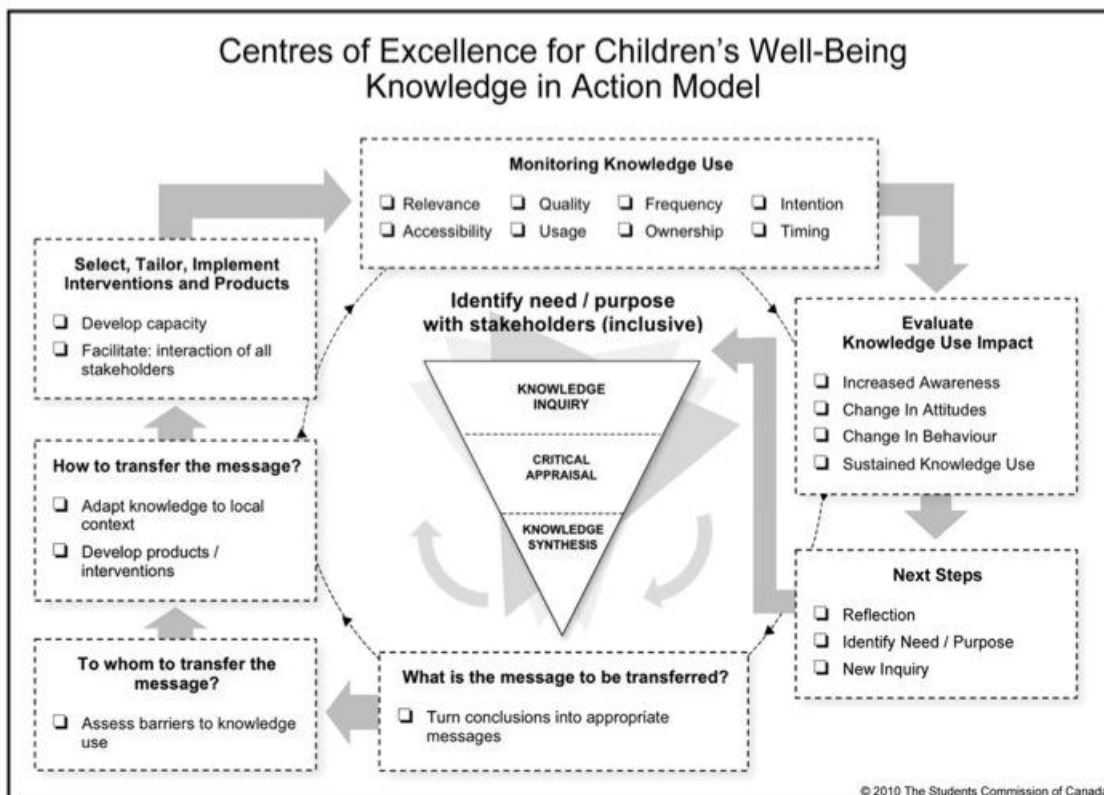 Centres of Excellence for Children's Well-Being
Knowledge in Action Model
Monitoring Knowledge Use
❏ Relevance ❏ Quality ❏ Frequency ❏ Intention
❏ Accessibility ❏ Usage ❏ Ownership ❏ Timing
Select, Tailor, Implement
Interventions and Products
❏ Develop capacity
❏ Facilitate: interaction of all
stakeholders
Identify need / purpose
with stakeholders (inclusive)
KNOWLEDGE
INQUIRY
CRITICAL
APPRAISAL
KNOWLEDGE
SYNTHESIS
Evaluate
Knowledge Use Impact
❏ Increased Awareness
❏ Change In Attitudes
❏ Change In Behaviour
❏ Sustained Knowledge Use
How to transfer the message?
❏ Adapt knowledge to local
context
❏ Develop products /
interventions
Next Steps
❏ Reflection
❏ Identify Need / Purpose
❏ New Inquiry
To whom to transfer the
message?
❏ Assess barriers to knowledge
use
What is the message to be transferred?
❏ Turn conclusions into appropriate
messages
© 2010 The Students Commission of Canada